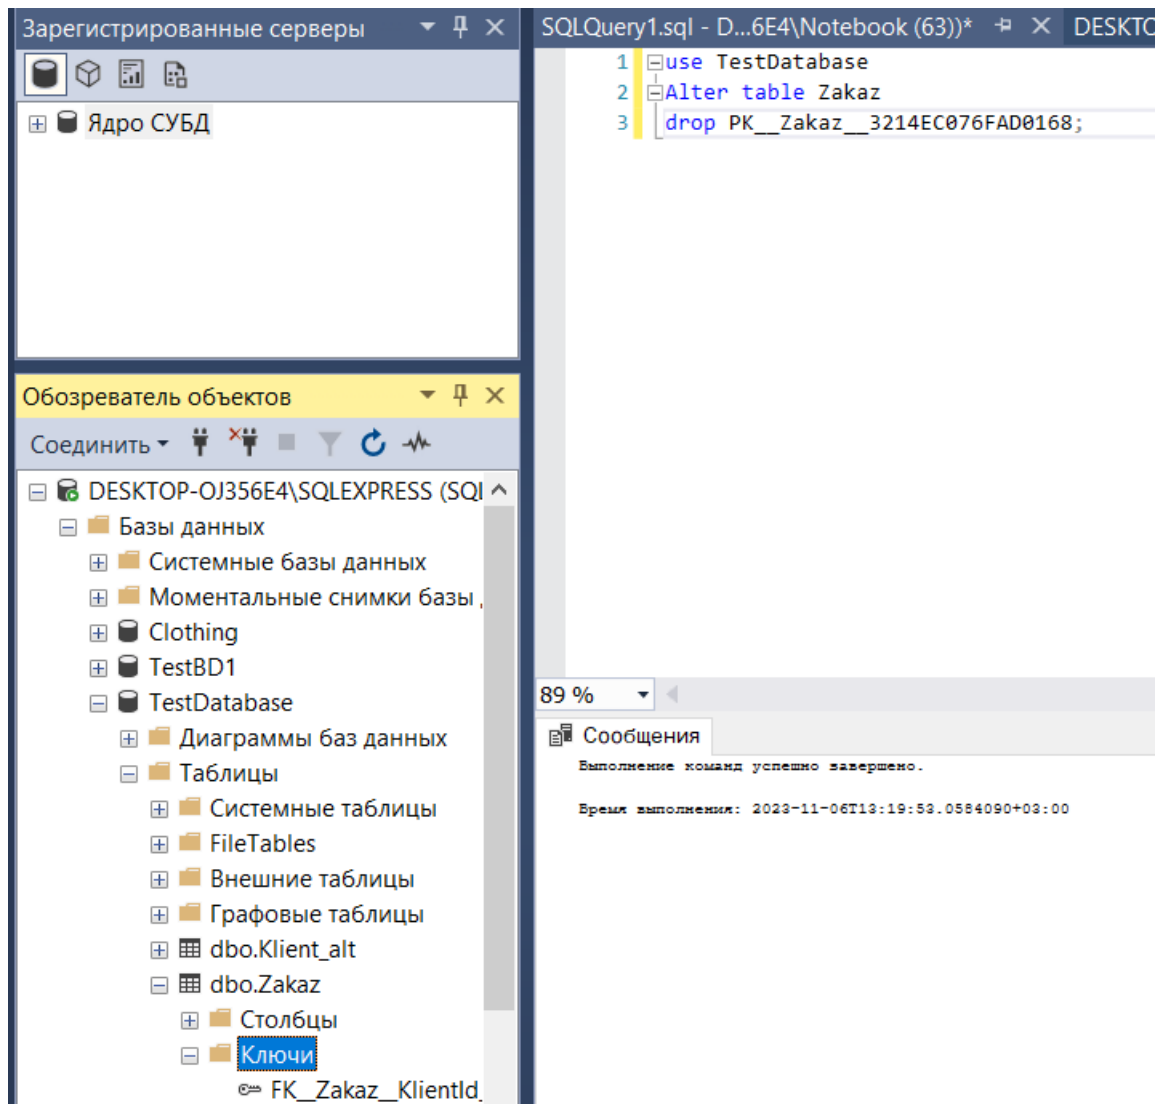 Зарегистрированные серверы
Ядро СУБД
Обозреватель объектов
Соединить
DESKTOP-OJ356E4\SQLEXPRESS (SQL
Базы данных
Системные базы данных
Моментальные снимки базы
Clothing
TestBD1
TestDatabase
Диаграммы баз данных
Таблицы
Системные таблицы
FileTables
Внешние таблицы
Графовые таблицы
dbo.Klient_alt
dbo.Zakaz
Столбцы
Ключи
FK__Zakaz__KlientId_
SQLQuery1.sql - D...6E4\Notebook (63))* DESKTO
1 use TestDatabase
2 Alter table Zakaz
3 drop PK__Zakaz__3214EC076FAD0168;
89 %
Сообщения
Выполнение команд успешно завершено.
Время выполнения: 2023-11-06T13:19:53.0584090+03:00